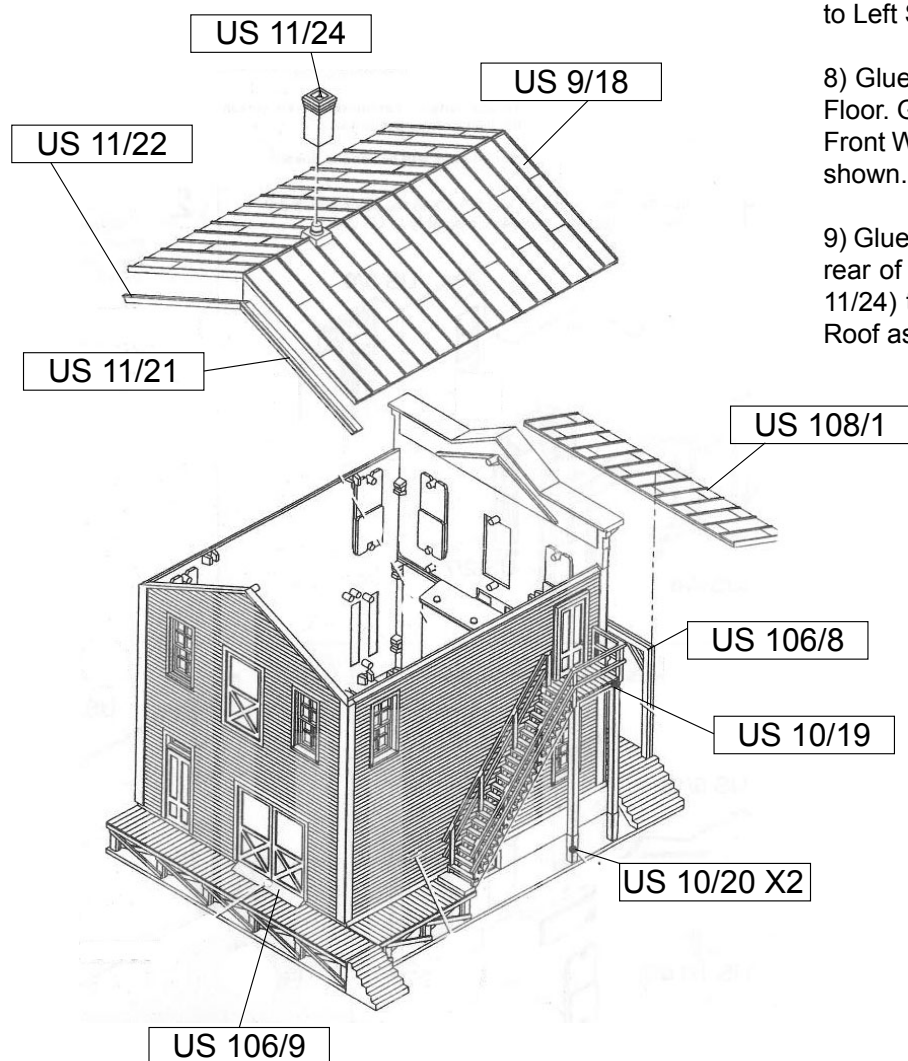 US 11/24
US 9/18
US 11/22
US 11/21
US 108/1
US 106/8
US 10/19
US 10/20 X2
US 106/9
to Left S
8) Glue
Floor. G
Front W
shown.
9) Glue
rear of
11/24) t
Roof as